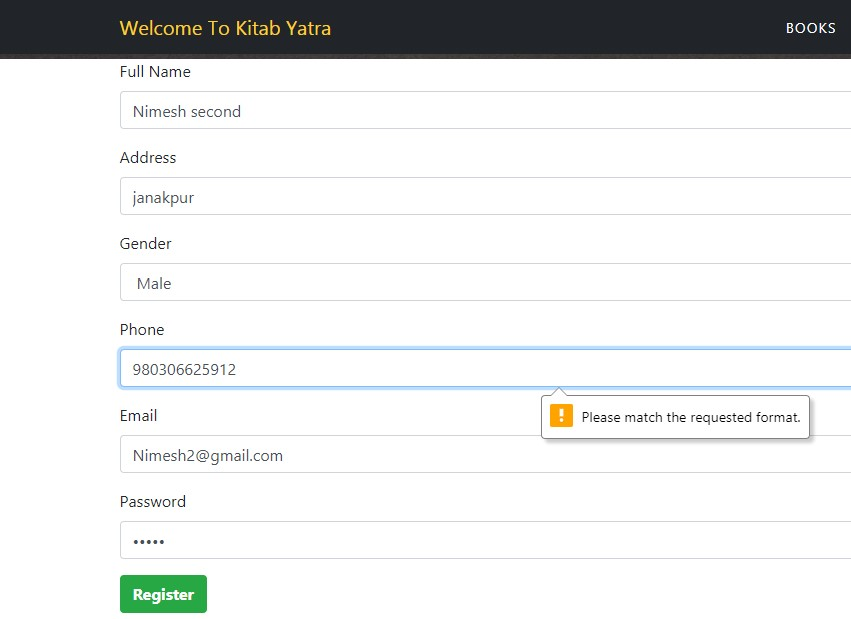 Welcome To Kitab Yatra
BOOKS
Full Name
Nimesh second
Address
janakpur
Gender
Male
Phone
980306625912
Please match the requested format.
Email
Nimesh2@gmail.com
Password
•••••
Register